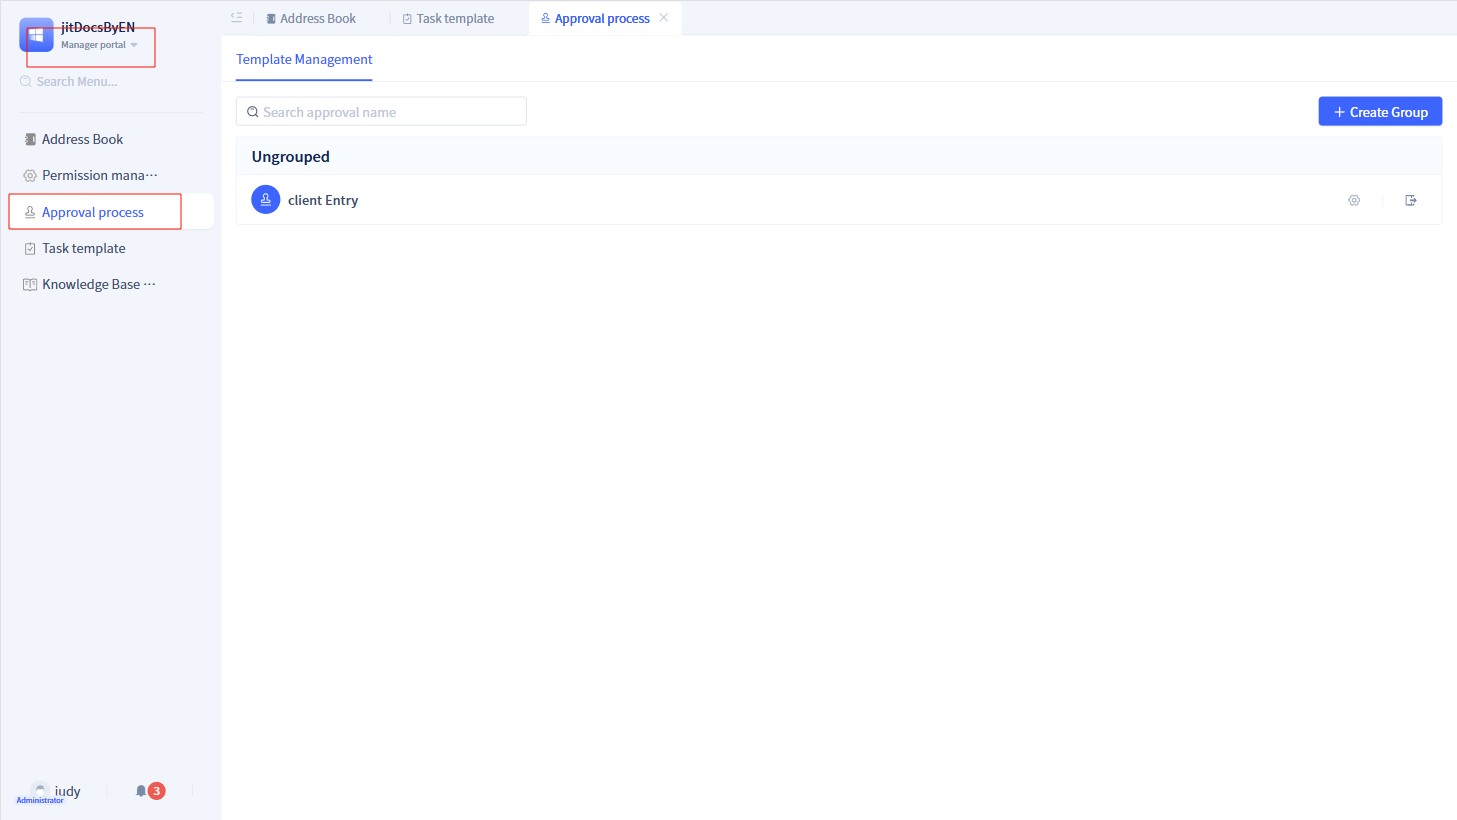 jitDocsByEN
Manager portal
Search Menu...
Address Book
Permission mana···
Approval process
Task template
Knowledge Base ···
iudy
Administrator
3
Address Book
Task template
Approval process
Template Management
Search approval name
Create Group
Ungrouped
client Entry